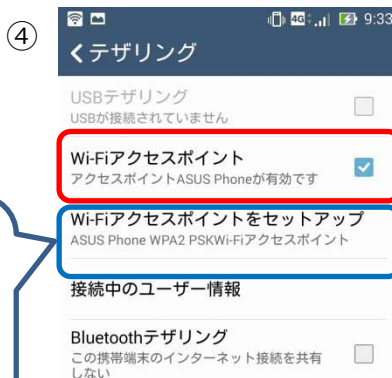 ④
4G 9:33
テザリング
USBテザリング
USBが接続されていません
Wi-Fiアクセスポイント
アクセスポイントASUS Phoneが有効です
Wi-Fiアクセスポイントをセットアップ
ASUS Phone WPA2 PSKWi-Fiアクセスポイント
接続中のユーザー情報
Bluetoothテザリング
この携帯端末のインターネット接続を共有
しない